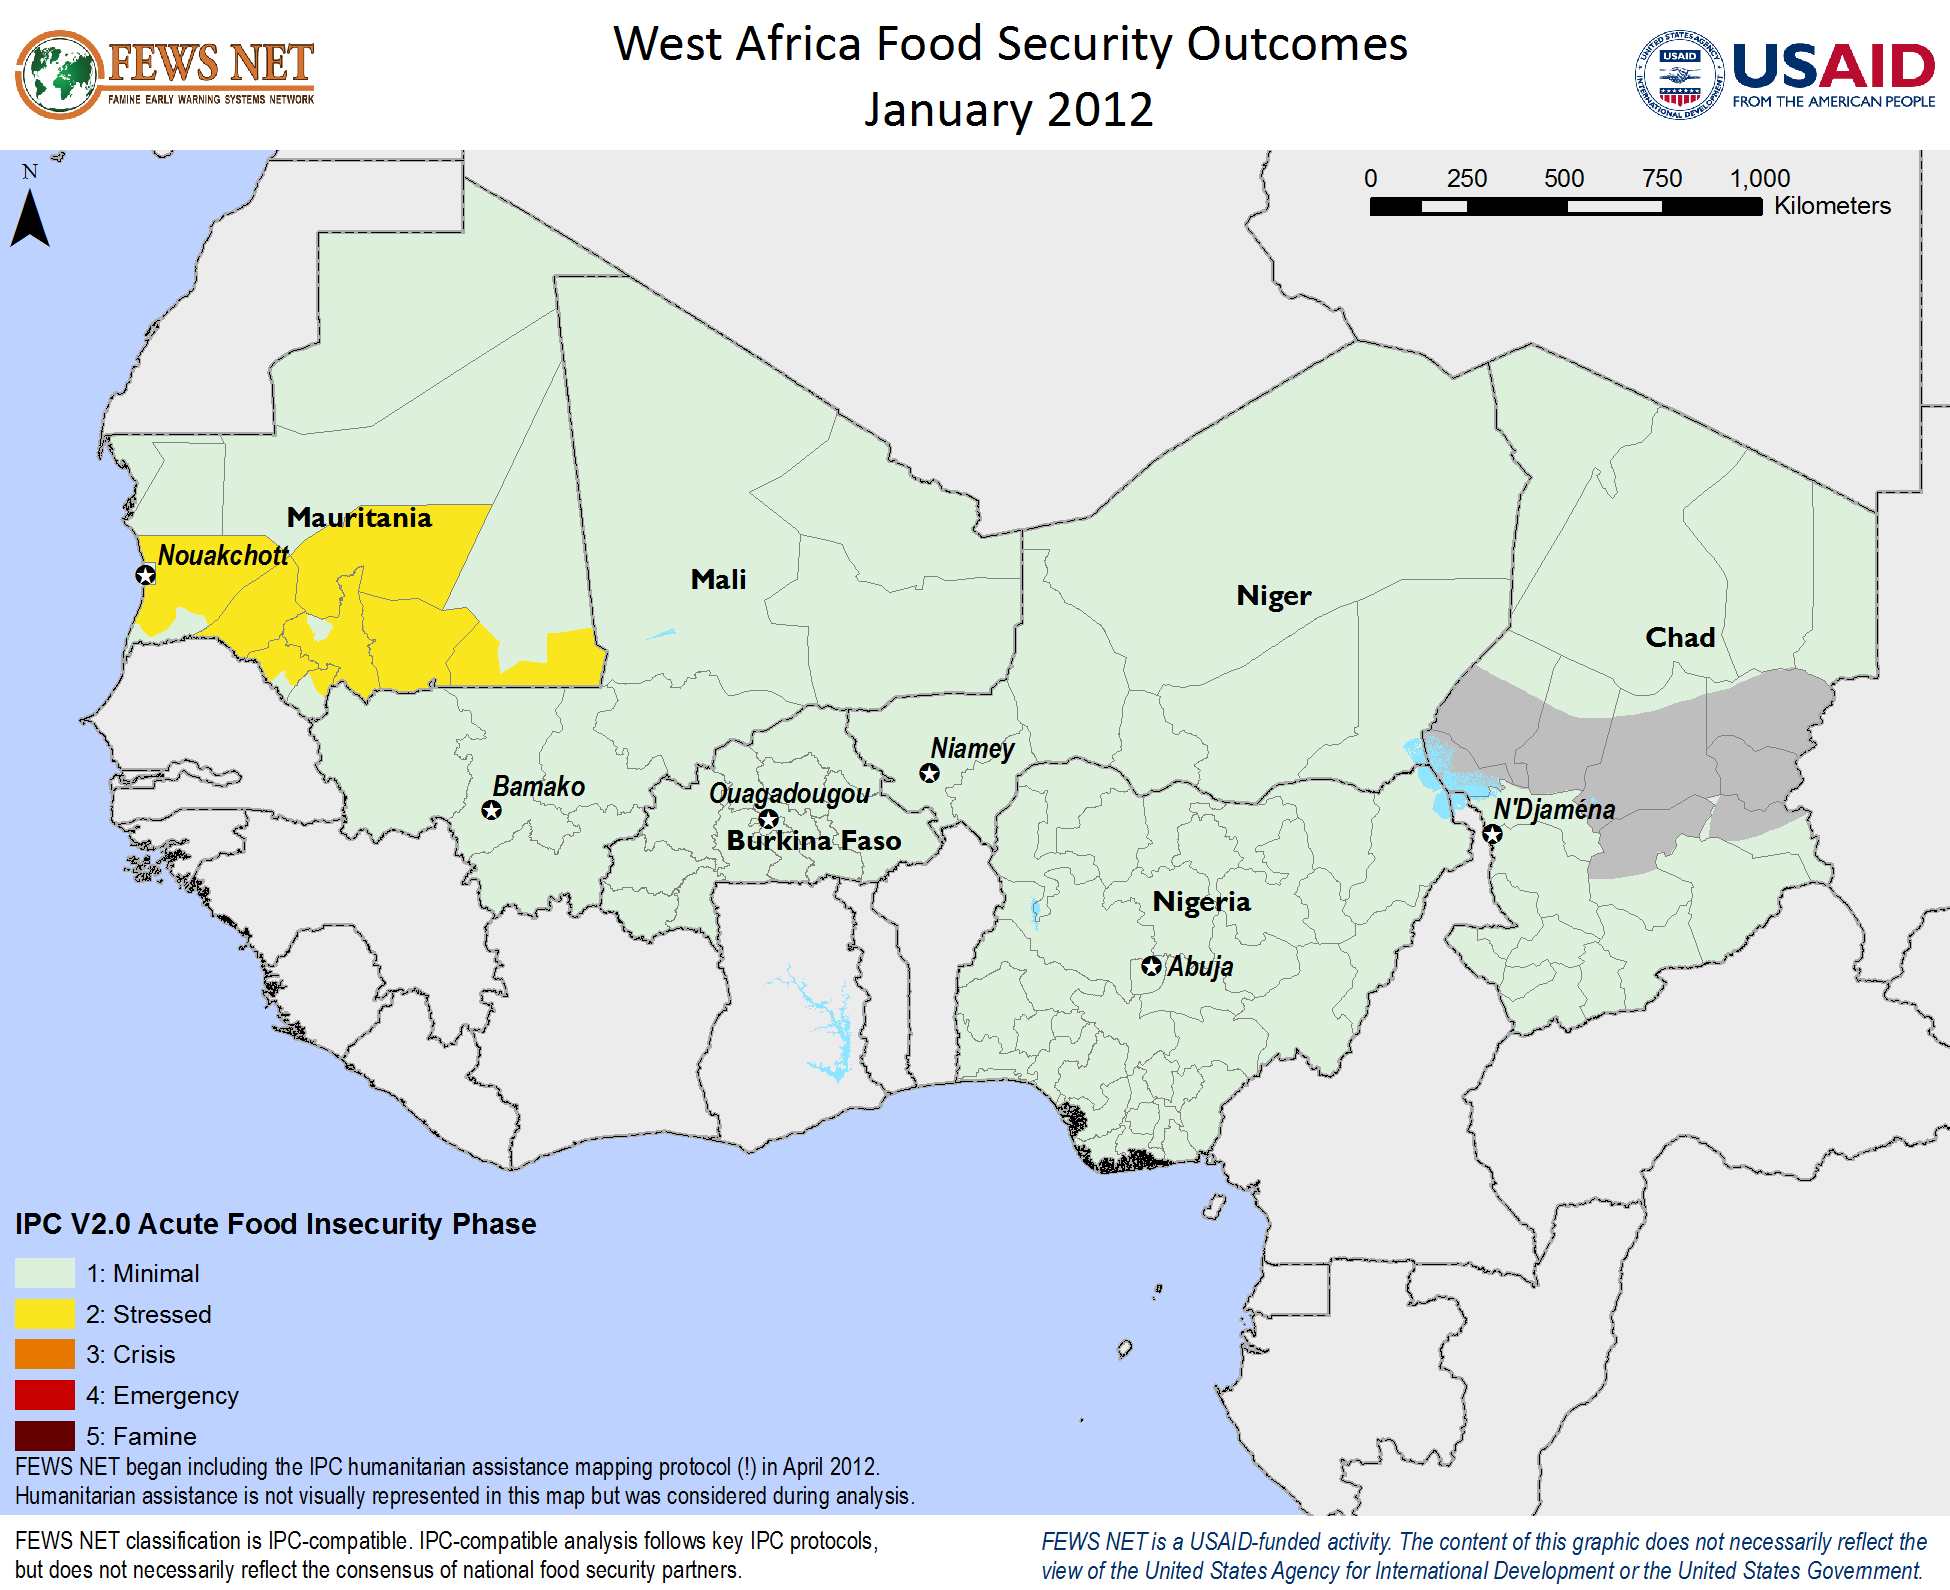 FEWS NET
FAMINE EARLY WARNING SYSTEMS NETWORK
West Africa Food Security Outcomes
January 2012
UNITED STATES AGENCY
USAID
INTERNATIONAL DEVELOPMENT
USAID
FROM THE AMERICAN PEOPLE
N
0 250 500 750 1,000
Kilometers
Mauritania
Nouakchott
Mali
Niger
Chad
Niamey
Bamako
Ouagadougou
N'Djaména
Burkina Faso
Nigeria
Abuja
IPC V2.0 Acute Food Insecurity Phase
1: Minimal
2: Stressed
3: Crisis
4: Emergency
5: Famine
FEWS NET began including the IPC humanitarian assistance mapping protocol (!) in April 2012.
Humanitarian assistance is not visually represented in this map but was considered during analysis.
FEWS NET classification is IPC-compatible. IPC-compatible analysis follows key IPC protocols,
but does not necessarily reflect the consensus of national food security partners.
FEWS NET is a USAID-funded activity. The content of this graphic does not necessarily reflect the
view of the United States Agency for International Development or the United States Government.